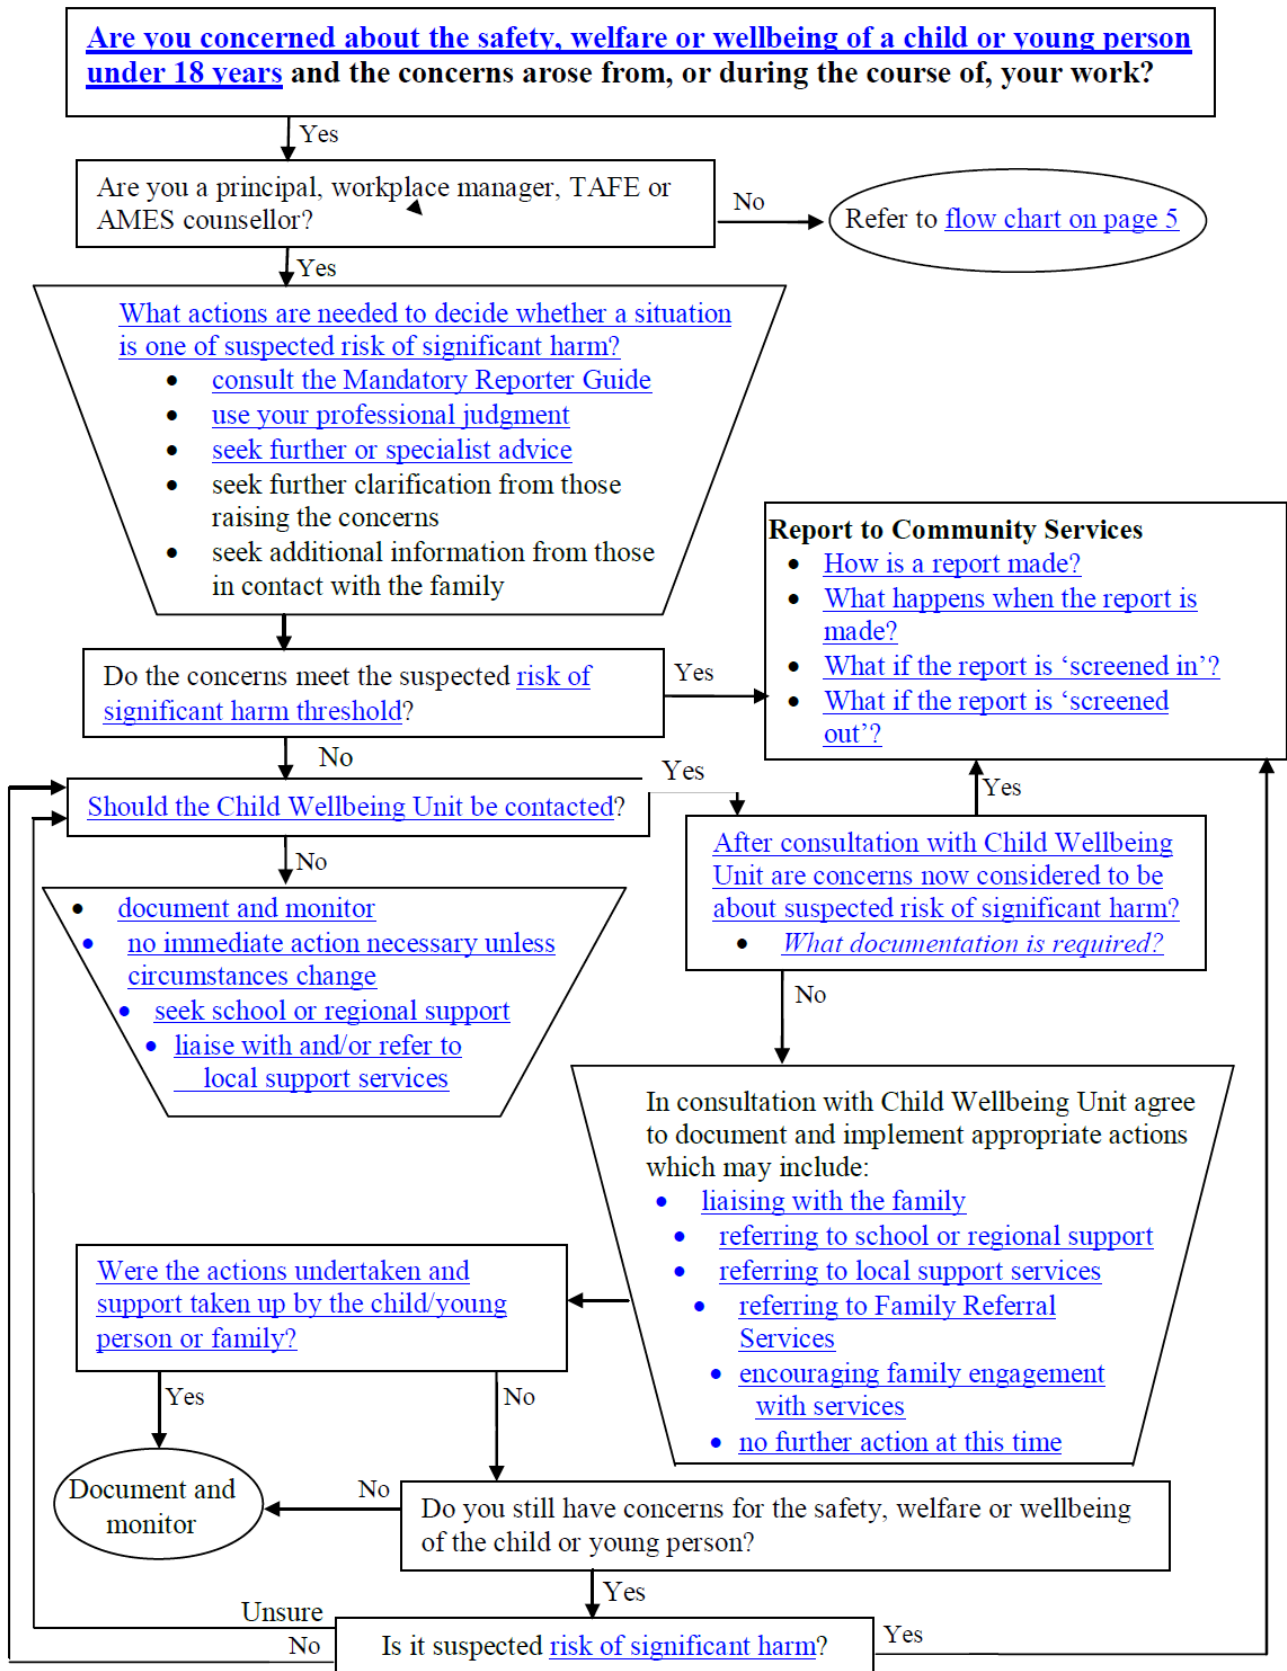 Are you concerned about the safety, welfare or wellbeing of a child or young person
under 18 years and the concerns arose from, or during the course of, your work?
Yes
Are you a principal, workplace manager, TAFE or
AMES counsellor?
No
Refer to flow chart on page 5
Yes
What actions are needed to decide whether a situation
is one of suspected risk of significant harm?
• consult the Mandatory Reporter Guide
• use your professional judgment
• seek further or specialist advice
• seek further clarification from those
raising the concerns
• seek additional information from those
in contact with the family
Report to Community Services
• How is a report made?
• What happens when the report is
made?
• What if the report is ‘screened in’?
• What if the report is ‘screened
out’?
Do the concerns meet the suspected risk of
significant harm threshold?
Yes
No
Should the Child Wellbeing Unit be contacted?
Yes
Yes
After consultation with Child Wellbeing
Unit are concerns now considered to be
about suspected risk of significant harm?
• What documentation is required?
No
• document and monitor
• no immediate action necessary unless
circumstances change
• seek school or regional support
• liaise with and/or refer to
local support services
No
In consultation with Child Wellbeing Unit agree
to document and implement appropriate actions
which may include:
• liaising with the family
• referring to school or regional support
• referring to local support services
• referring to Family Referral
Services
• encouraging family engagement
with services
• no further action at this time
Were the actions undertaken and
support taken up by the child/young
person or family?
Yes
No
Document and
monitor
No
Do you still have concerns for the safety, welfare or wellbeing
of the child or young person?
Yes
Unsure
No
Is it suspected risk of significant harm?
Yes